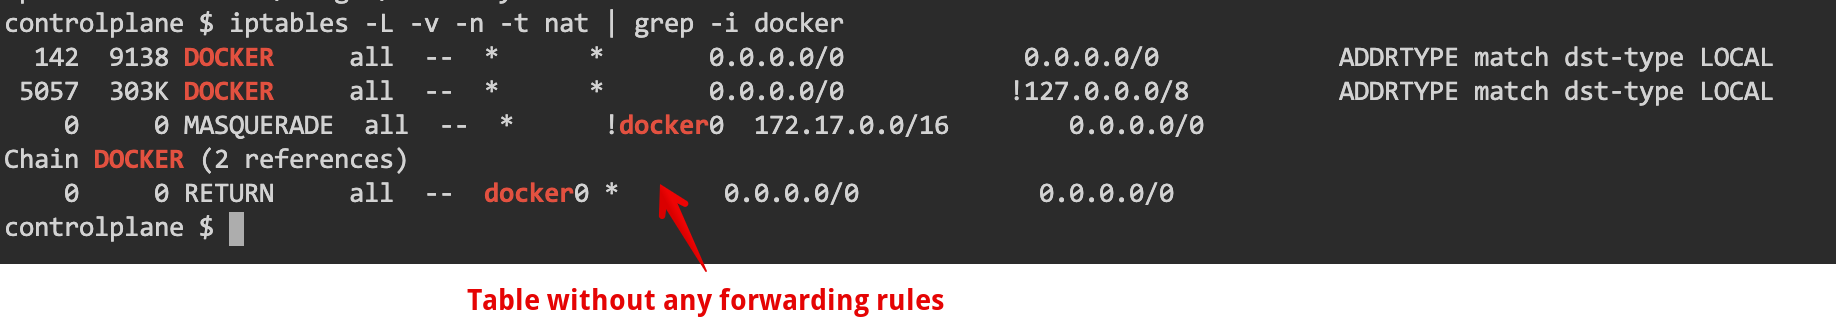 controlplane $ iptables -L -v -n -t nat | grep -i docker
142 9138 DOCKER all -- * * 0.0.0.0/0 0.0.0.0/0 ADDRTYPE match dst-type LOCAL
5057 303K DOCKER all -- * * 0.0.0.0/0 !127.0.0.0/8 ADDRTYPE match dst-type LOCAL
0 0 MASQUERADE all -- * !docker0 172.17.0.0/16 0.0.0.0/0
Chain DOCKER (2 references)
0 0 RETURN all -- docker0 * 0.0.0.0/0 0.0.0.0/0
controlplane $
Table without any forwarding rules